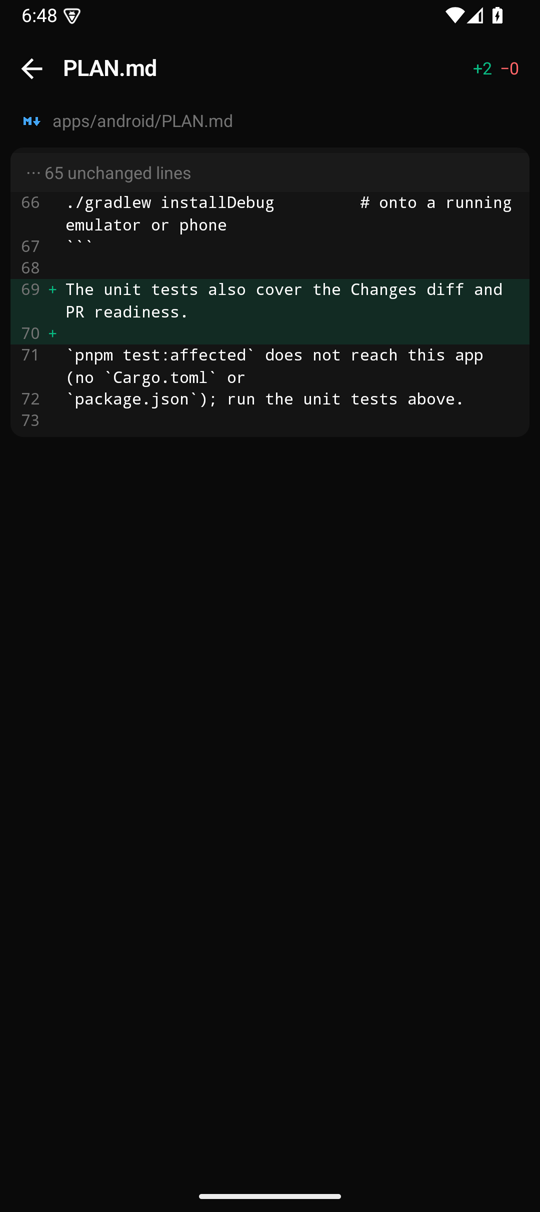 6:48
PLAN.md
+2 −0
apps/android/PLAN.md
··· 65 unchanged lines
66 ./gradlew installDebug         # onto a running
emulator or phone
67 ```
68
69 + The unit tests also cover the Changes diff and
PR readiness.
70 +
71 `pnpm test:affected` does not reach this app
(no `Cargo.toml` or
72 `package.json`); run the unit tests above.
73